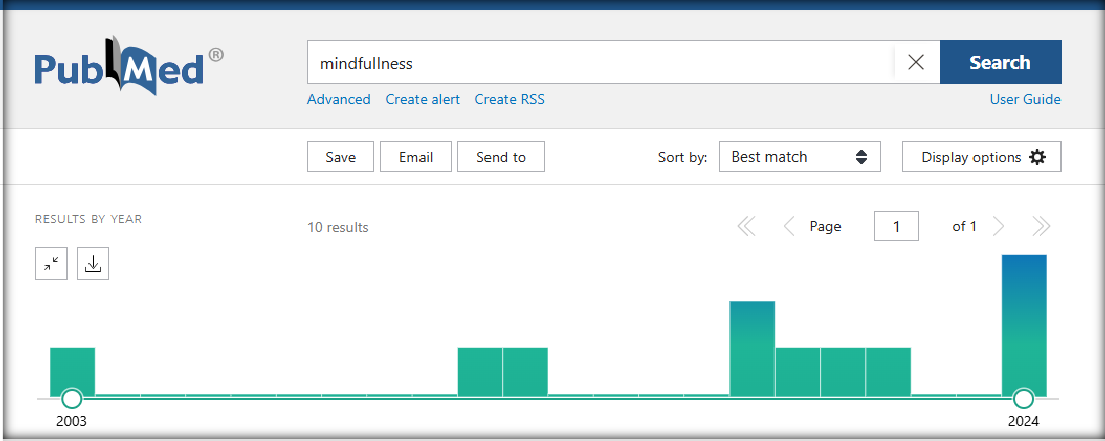 PubMed®
mindfullness
Search
Advanced Create alert Create RSS User Guide
Save Email Send to Sort by: Best match Display options
RESULTS BY YEAR 10 results Page 1 of 1
2003 2024